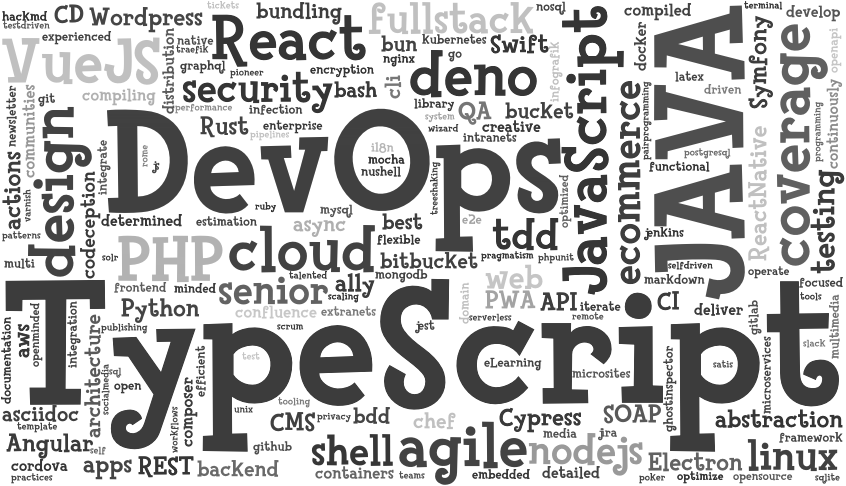 hackmd
testdriven
CD Wordpress
tickets
bundling
fullstack
nosql
compiled
terminal
develop
experienced
VueJS
native
traefik
graphql
React
pioneer
encryption
bun
nginx
Kubernetes
go
Swift
infografik
JavaScript
docker
latex
driven
JAVA
Symfony
coverage
openapi
continuously
programming
newsletter
communities
git
compiling
distribution
performance
security
infection
bash
cli
deno
library
system
QA
bucket
wizard
creative
intranets
pairprogramming
postgresql
functional
ReactNative
testing
actions
varnish
patterns
design
codeception
integrate
rome
DevOps
Rust
enterprise
pipelines
i18n
mocha
nushell
treeshaking
e2e
optimized
ecommerce
jenkins
determined
estimation
ruby
mysql
async
best
flexible
tdd
pragmatism
phpunit
multi
solr
PHP
cloud
talented
bitbucket
mongodb
selfdriven
markdown
operate
frontend
minded
senior
ally
scaling
web
PWA
domain
API
iterate
CI
deliver
gitlab
focused
tools
multimedia
documentation
aws
openminded
integration
architecture
publishing
Python
confluence
extranets
scrum
jest
serverless
remote
TypeScript
test
eLearning
microsites
satis
slack
microservices
ghostinspector
socialmedia
open
efficient
composer
workflows
unix
tooling
asciidoc
template
CMS
privacy
bdd
chef
Cypress
SOAP
abstraction
framework
Angular
self
github
shell
agile
media
jra
nodejs
Electron
linux
cordova
practices
apps
REST
backend
containers
teams
embedded
detailed
poker
optimize
opensource
sqlite